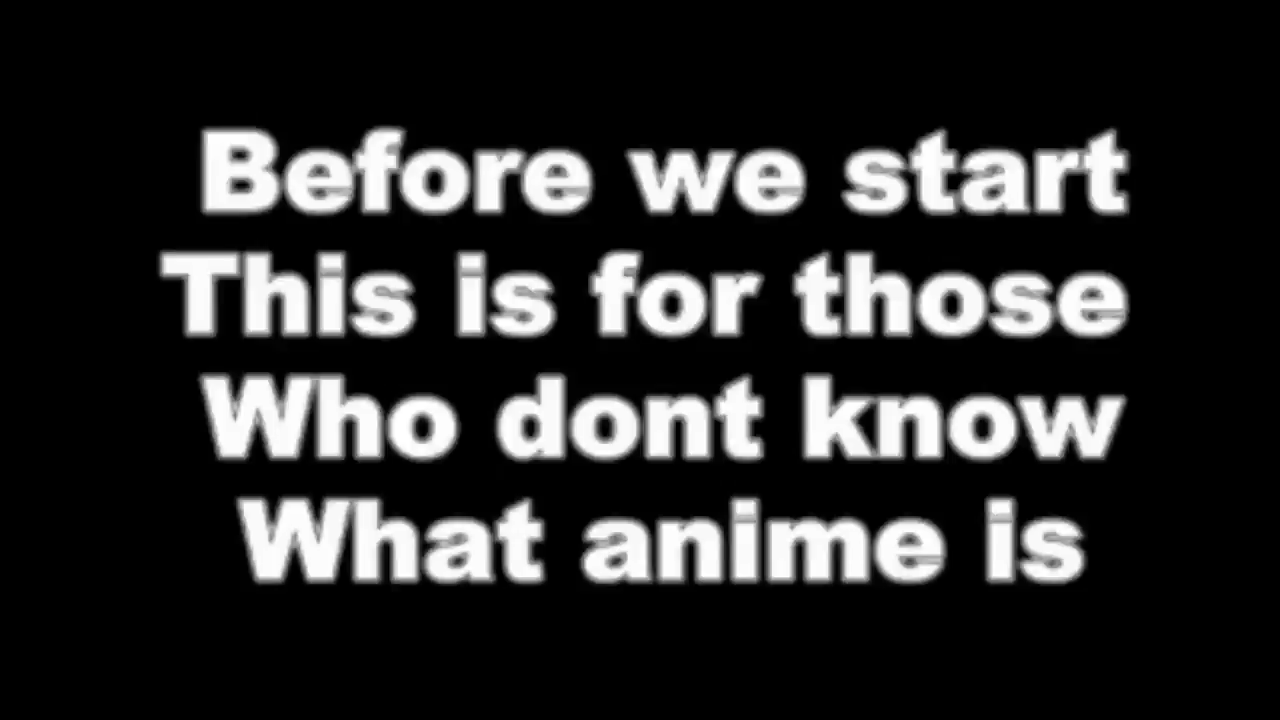 Before we start
This is for those
Who dont know
What anime is